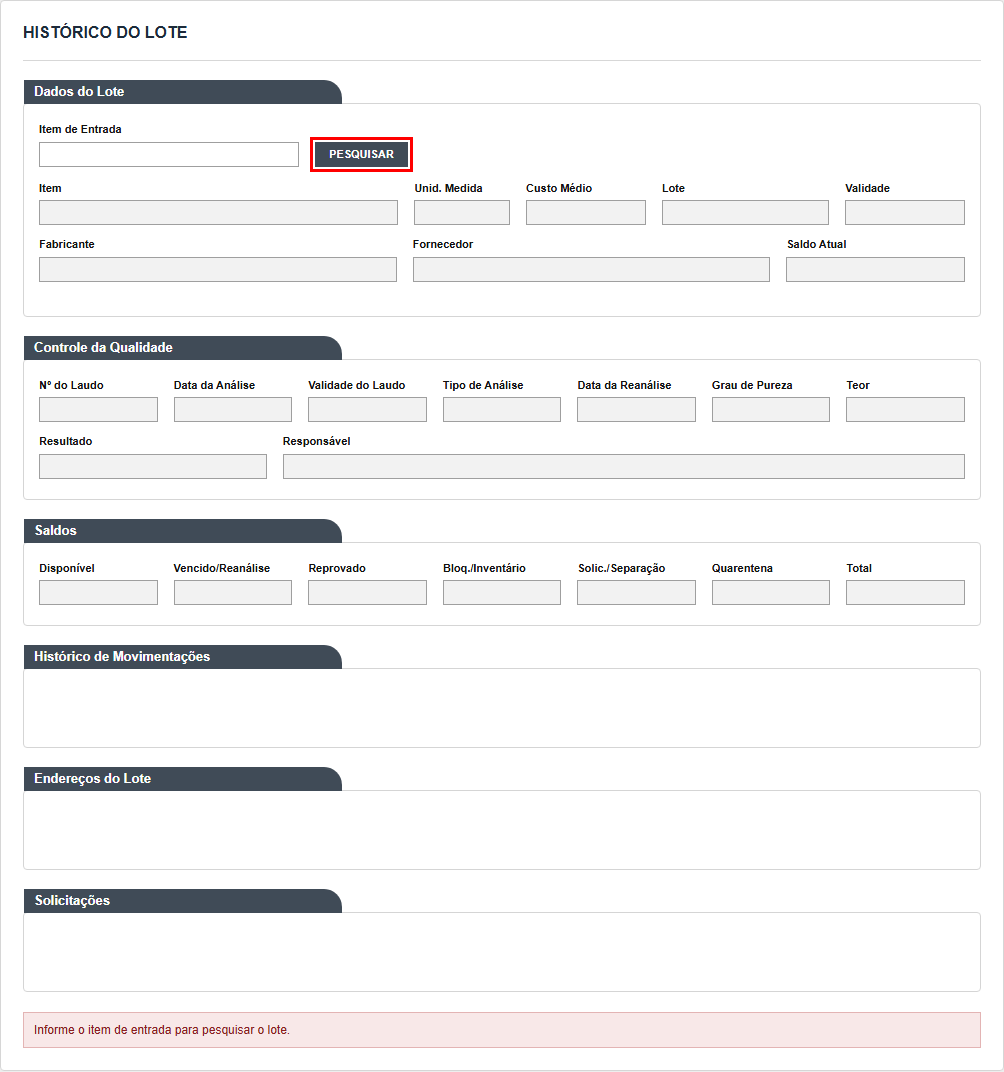 HISTÓRICO DO LOTE
Dados do Lote
Item de Entrada
PESQUISAR
Item Unid. Medida Custo Médio Lote Validade
Fabricante Fornecedor Saldo Atual
Controle da Qualidade
Nº do Laudo Data da Análise Validade do Laudo Tipo de Análise Data da Reanálise Grau de Pureza Teor
Resultado Responsável
Saldos
Disponível Vencido/Reanálise Reprovado Bloq./Inventário Solic./Separação Quarentena Total
Histórico de Movimentações
Endereços do Lote
Solicitações
Informe o item de entrada para pesquisar o lote.